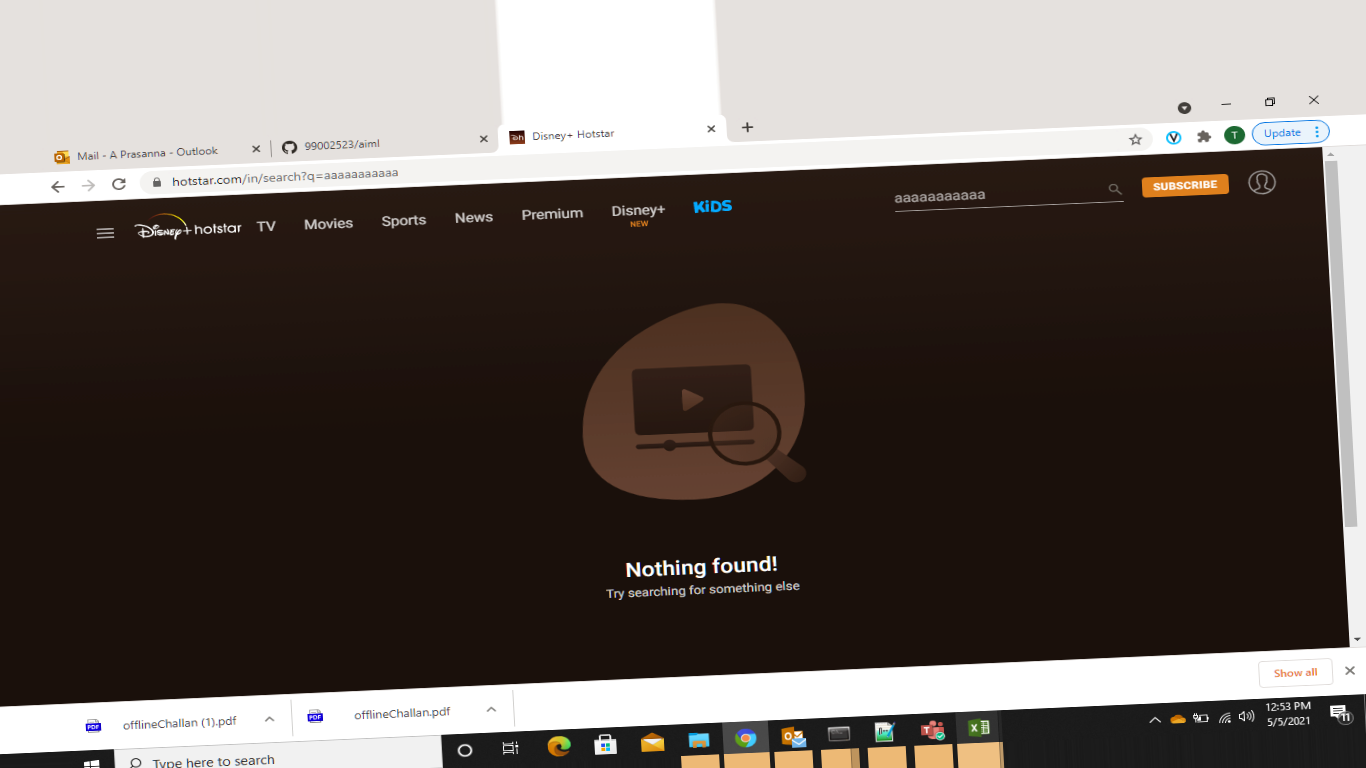 Mail - A Prasanna - Outlook
99002523/aiml
Disney+ Hotstar
hotstar.com/in/search?q=aaaaaaaaaaa
T
Update
Disney+ hotstar
TV
Movies
Sports
News
Premium
Disney+
NEW
KiDS
aaaaaaaaaaa
SUBSCRIBE
Nothing found!
Try searching for something else
Show all
PDF
offlineChallan (1).pdf
PDF
offlineChallan.pdf
Type here to search
12:53 PM
5/5/2021
11